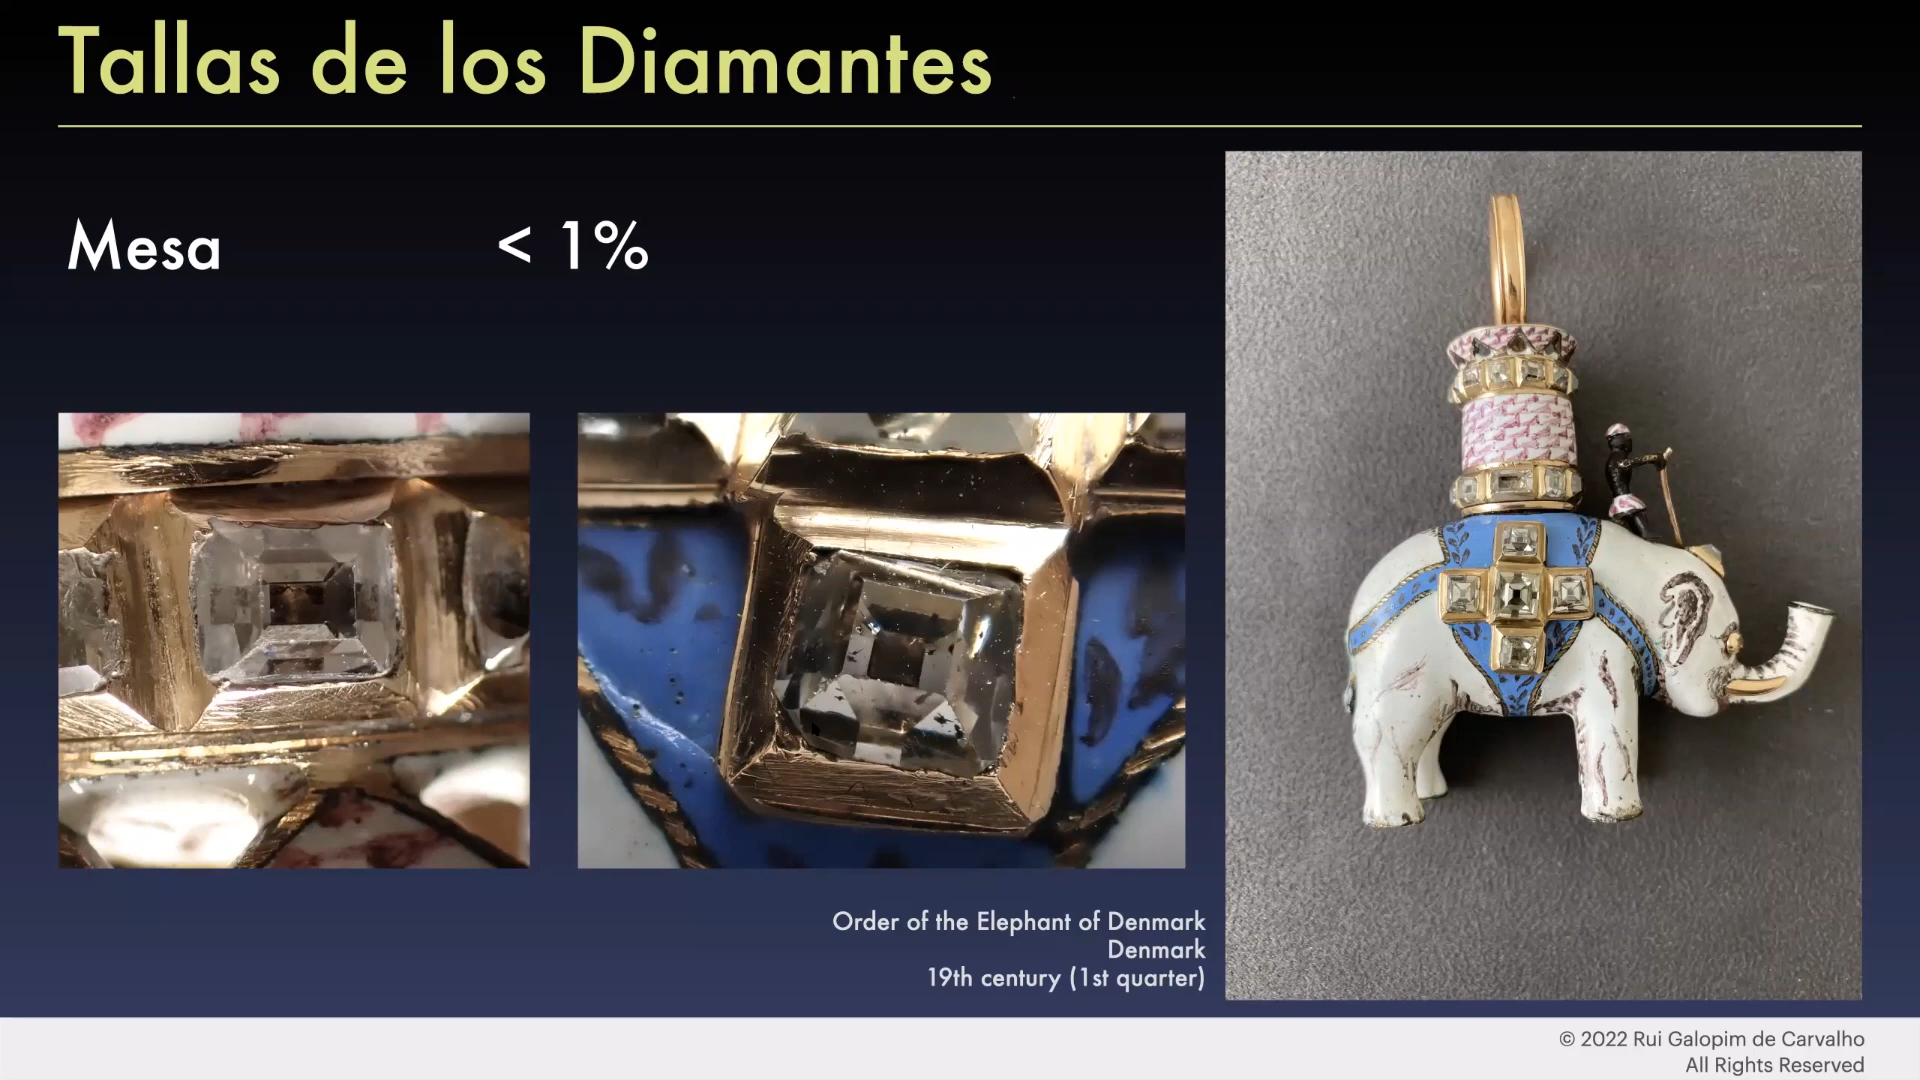 Tallas de los Diamantes
Mesa < 1%
Order of the Elephant of Denmark
Denmark
19th century (1st quarter)
© 2022 Rui Galopim de Carvalho
All Rights Reserved